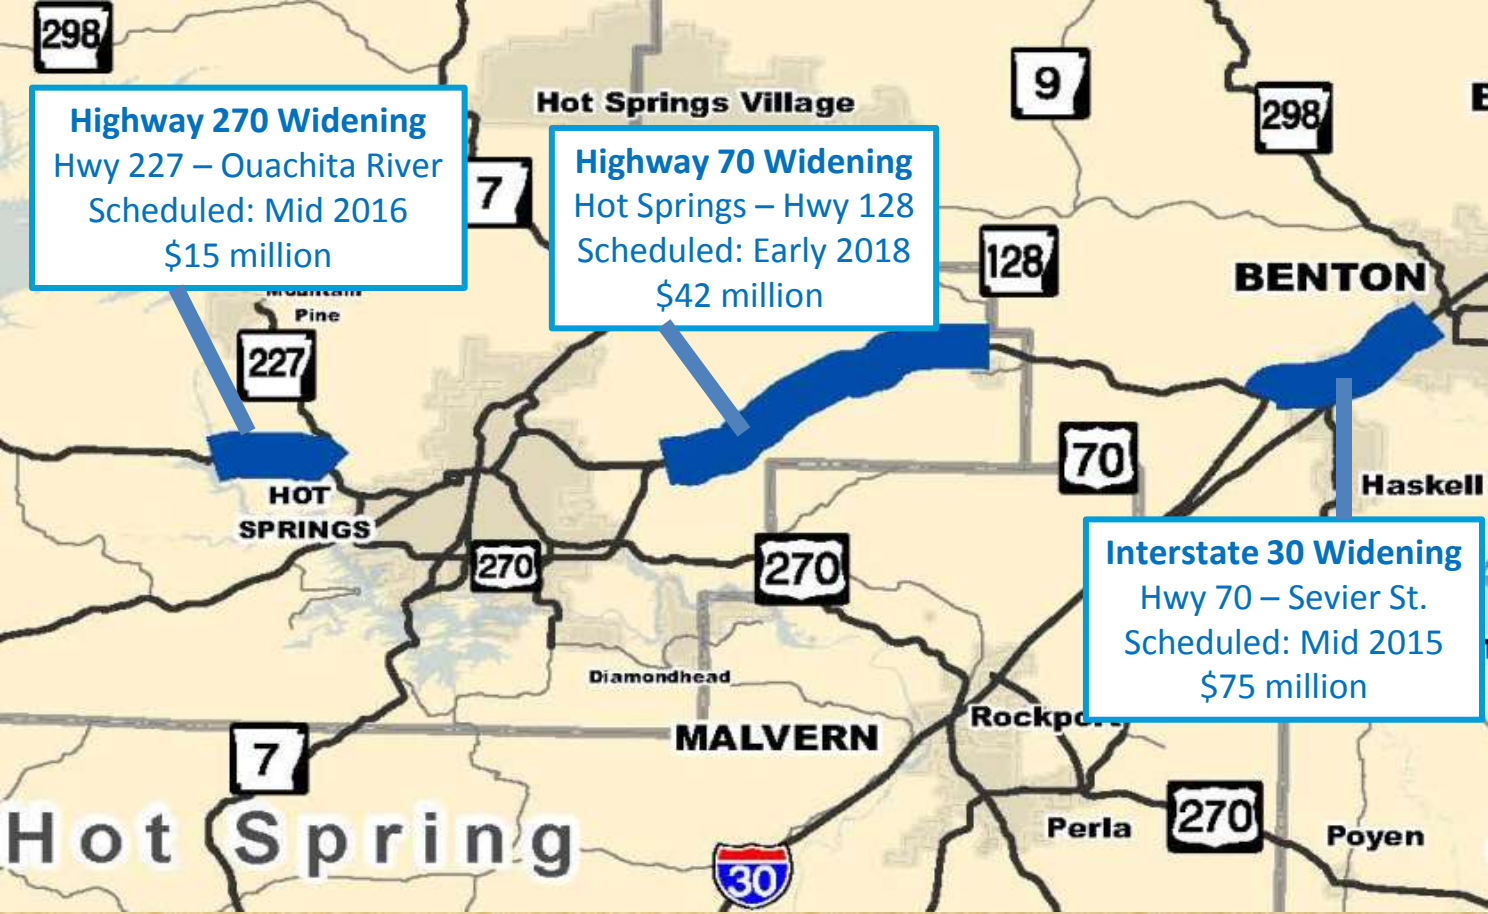 298
Highway 270 Widening
Hwy 227 – Ouachita River
Scheduled: Mid 2016
$15 million
Hot Springs Village
9
298
7
Highway 70 Widening
Hot Springs – Hwy 128
Scheduled: Early 2018
$42 million
128
BENTON
Mountain
Pine
227
HOT
SPRINGS
70
Haskell
270
270
Interstate 30 Widening
Hwy 70 – Sevier St.
Scheduled: Mid 2015
$75 million
Diamondhead
MALVERN
Rockport
7
Hot Spring
30
Perla
270
Poyen